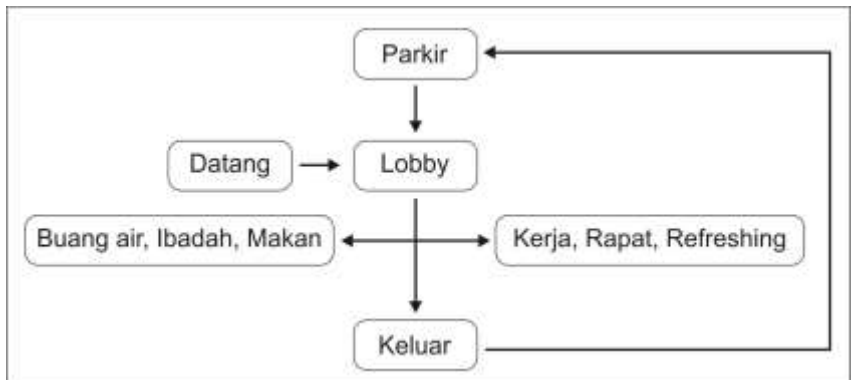 Parkir
Datang
Lobby
Buang air, Ibadah, Makan
Kerja, Rapat, Refreshing
Keluar